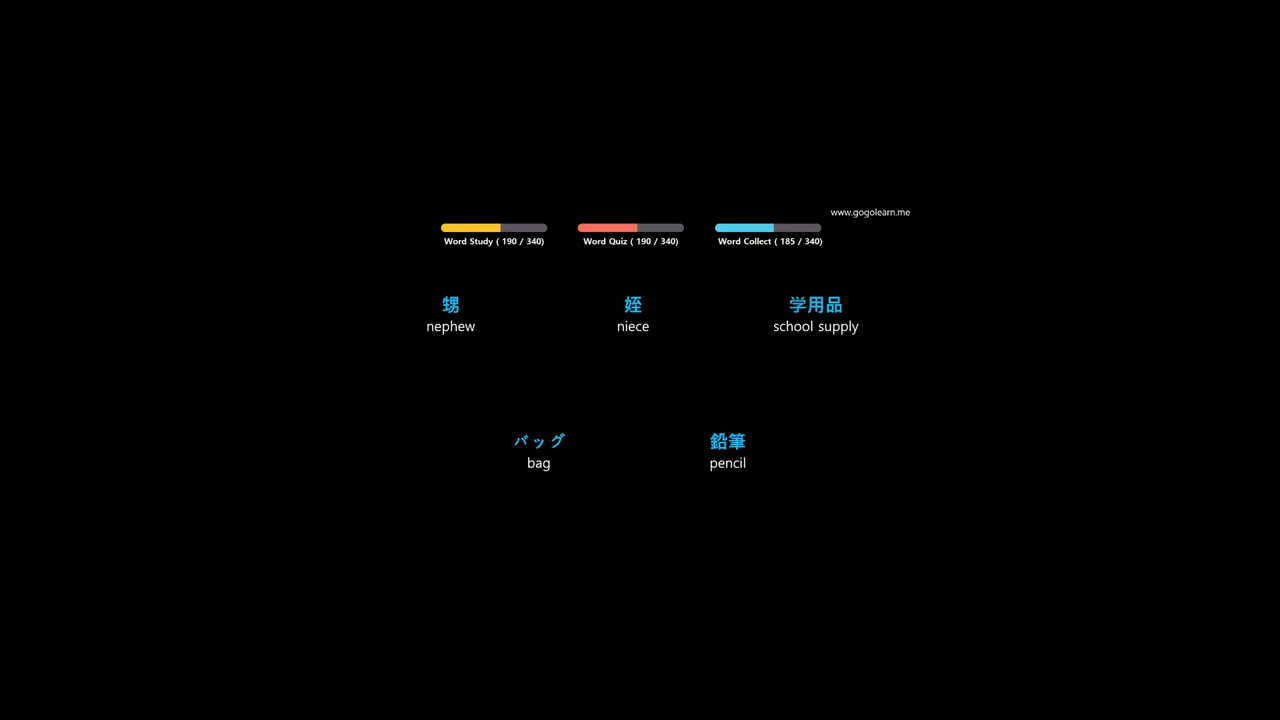 www.gogolearn.me
Word Study ( 190 / 340)
Word Quiz ( 190 / 340)
Word Collect ( 185 / 340)
甥
nephew
姪
niece
学用品
school supply
バッグ
bag
鉛筆
pencil